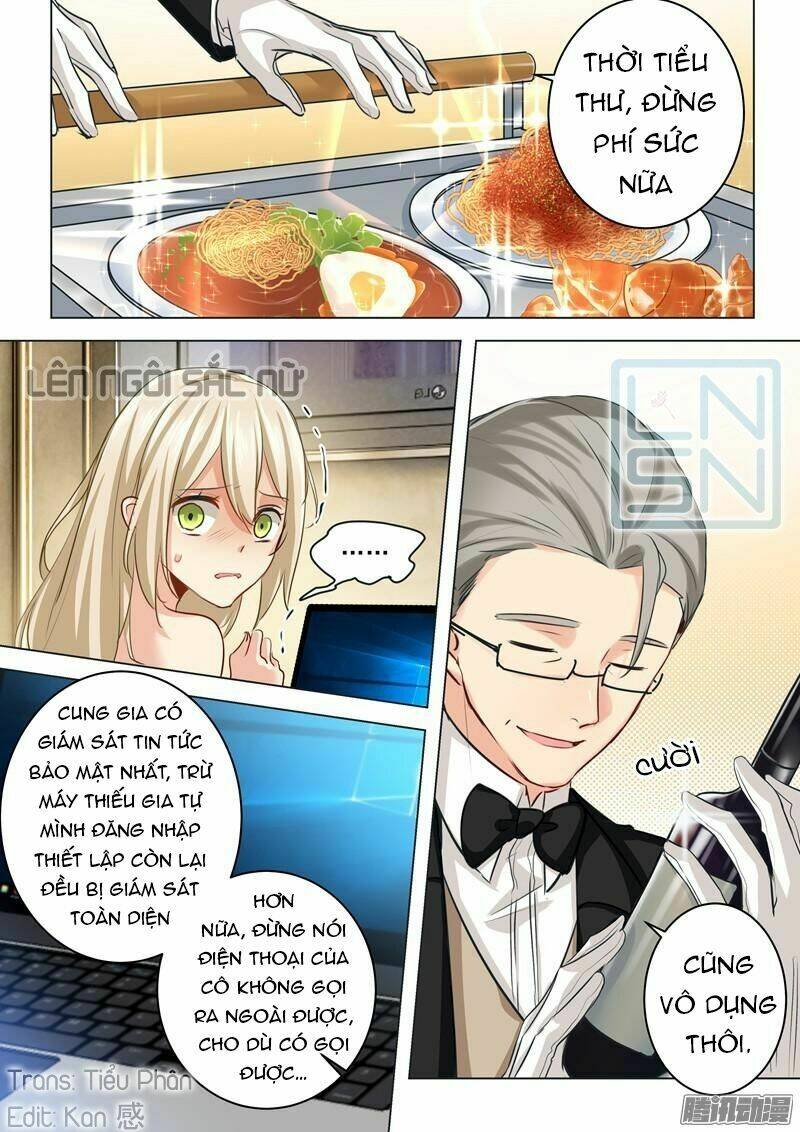 THỜI TIỂU
THƯ, ĐỪNG
PHÍ SỨC
NỮA
LÊN NGÔI SẮC NỮ
LN
SN
......
CƯỜI
CUNG GIA CÓ
GIÁM SÁT TIN TỨC
BẢO MẬT NHẤT, TRỪ
MÁY THIẾU GIA TỰ
MÌNH ĐĂNG NHẬP
THIẾT LẬP CÒN LẠI
ĐỀU BỊ GIÁM SÁT
TOÀN DIỆN
HƠN
NỮA, ĐỪNG NÓI
ĐIỆN THOẠI CỦA
CÔ KHÔNG GỌI
RA NGOÀI ĐƯỢC,
CHO DÙ CÓ GỌI
ĐƯỢC...
CŨNG
VÔ DỤNG
THÔI.
Trans: Tiểu Phân
Edit: Kan 感
腾讯动漫